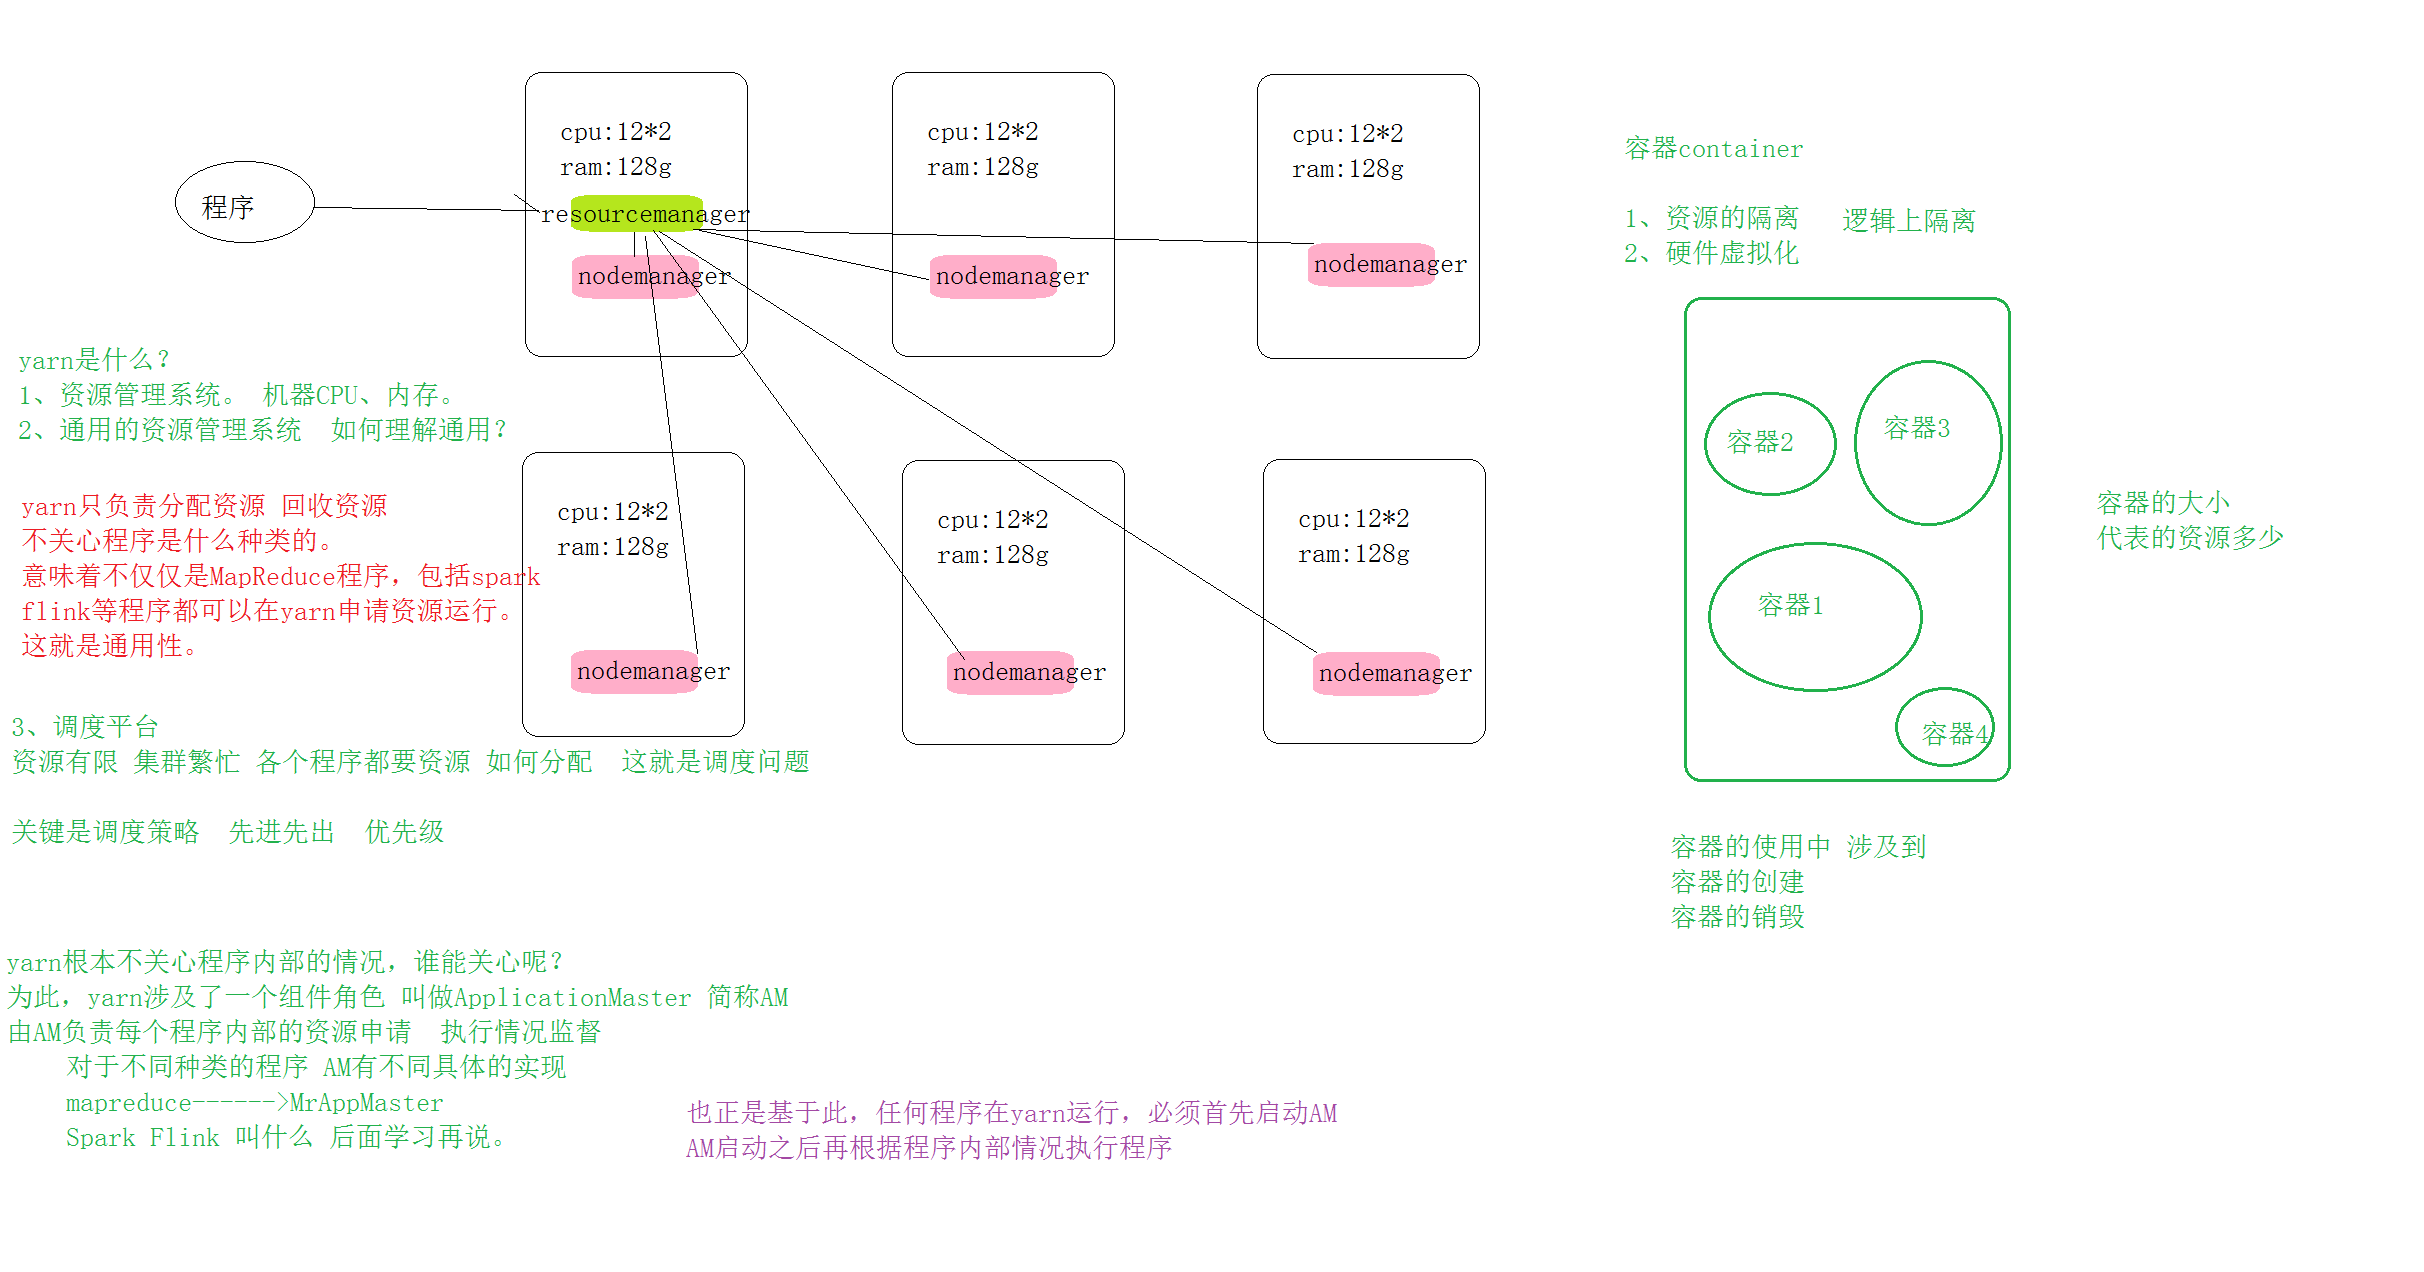 程序
cpu:12*2
ram:128g
resourcemanager
nodemanager
cpu:12*2
ram:128g
nodemanager
cpu:12*2
ram:128g
nodemanager
cpu:12*2
ram:128g
nodemanager
cpu:12*2
ram:128g
nodemanager
cpu:12*2
ram:128g
nodemanager
yarn是什么?
1、资源管理系统。 机器CPU、内存。
2、通用的资源管理系统  如何理解通用?
yarn只负责分配资源 回收资源
不关心程序是什么种类的。
意味着不仅仅是MapReduce程序，包括spark
flink等程序都可以在yarn申请资源运行。
这就是通用性。
3、调度平台
资源有限 集群繁忙 各个程序都要资源 如何分配  这就是调度问题
关键是调度策略  先进先出  优先级
yarn根本不关心程序内部的情况，谁能关心呢?
为此，yarn涉及了一个组件角色 叫做ApplicationMaster 简称AM
由AM负责每个程序内部的资源申请  执行情况监督
对于不同种类的程序 AM有不同具体的实现
mapreduce------>MrAppMaster
Spark Flink 叫什么 后面学习再说。
也正是基于此，任何程序在yarn运行，必须首先启动AM
AM启动之后再根据程序内部情况执行程序
容器container
1、资源的隔离  逻辑上隔离
2、硬件虚拟化
容器2
容器3
容器1
容器4
容器的大小
代表的资源多少
容器的使用中 涉及到
容器的创建
容器的销毁